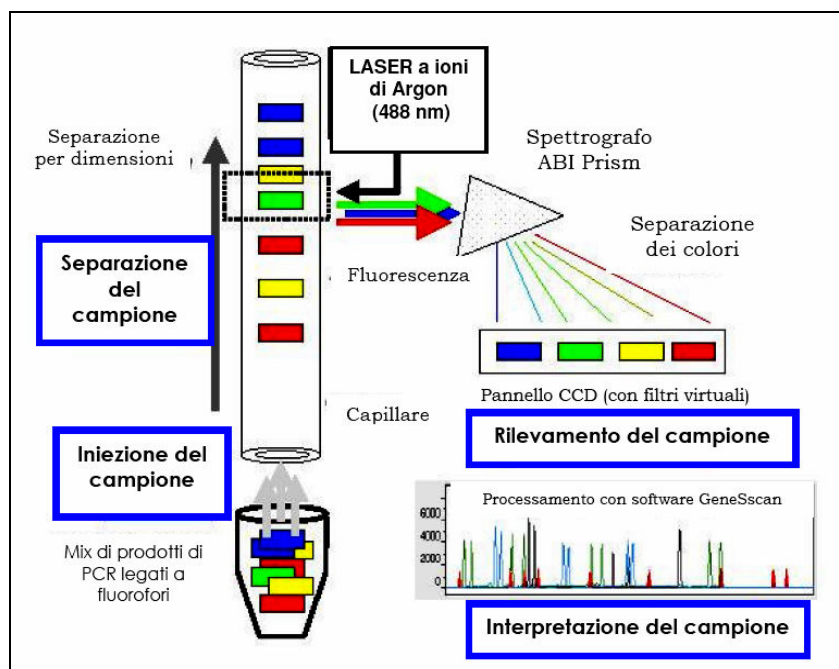 LASER a ioni
di Argon
(488 nm)
Separazione
per dimensioni
Spettrografo
ABI Prism
Separazione
dei colori
Separazione
del
campione
Fluorescenza
Pannello CCD (con filtri virtuali)
Capillare
Rilevamento del campione
Iniezione del
campione
Processamento con software GeneSscan
6000
4000
2000
0
Mix di prodotti di
PCR legati a
fluorofori
Interpretazione del campione